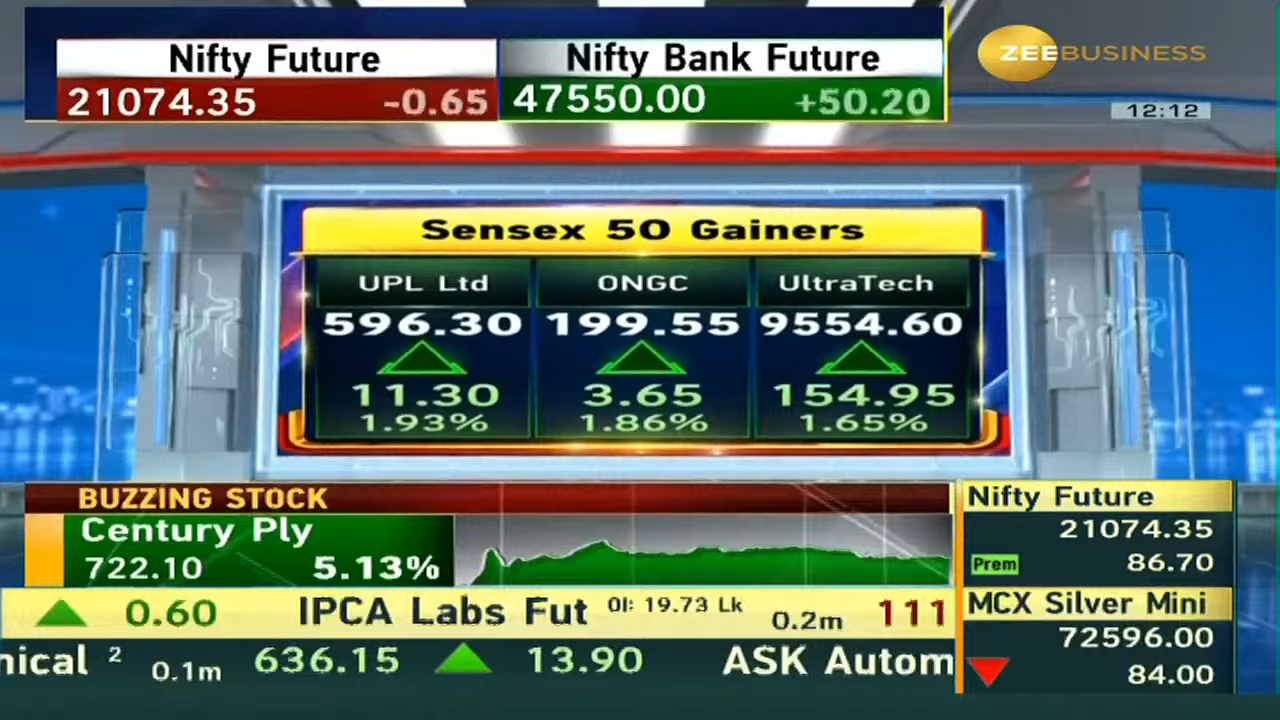 Nifty Future
21074.35 -0.65
Nifty Bank Future
47550.00 +50.20
ZEEBUSINESS
12:12
Sensex 50 Gainers
UPL Ltd ONGC UltraTech
596.30 199.55 9554.60
11.30 3.65 154.95
1.93% 1.86% 1.65%
BUZZING STOCK
Century Ply
722.10 5.13%
Nifty Future
21074.35
Prem 86.70
MCX Silver Mini
72596.00
84.00
0.60 IPCA Labs Fut OI: 19.73 Lk 0.2m 111
nical 2 0.1m 636.15 13.90 ASK Autom